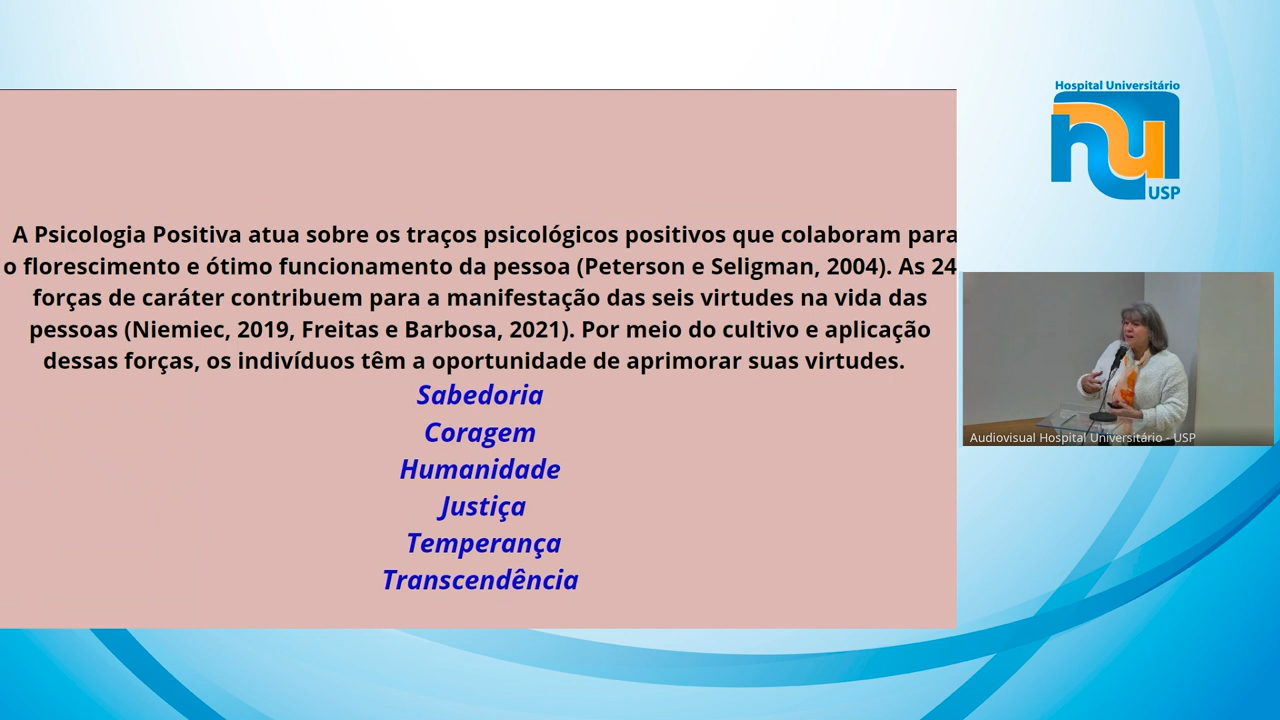 Hospital Universitário
hu
USP
A Psicologia Positiva atua sobre os traços psicológicos positivos que colaboram para
o florescimento e ótimo funcionamento da pessoa (Peterson e Seligman, 2004). As 24
forças de caráter contribuem para a manifestação das seis virtudes na vida das
pessoas (Niemiec, 2019, Freitas e Barbosa, 2021). Por meio do cultivo e aplicação
dessas forças, os indivíduos têm a oportunidade de aprimorar suas virtudes.
Sabedoria
Coragem
Humanidade
Justiça
Temperança
Transcendência
Audiovisual Hospital Universitário - USP